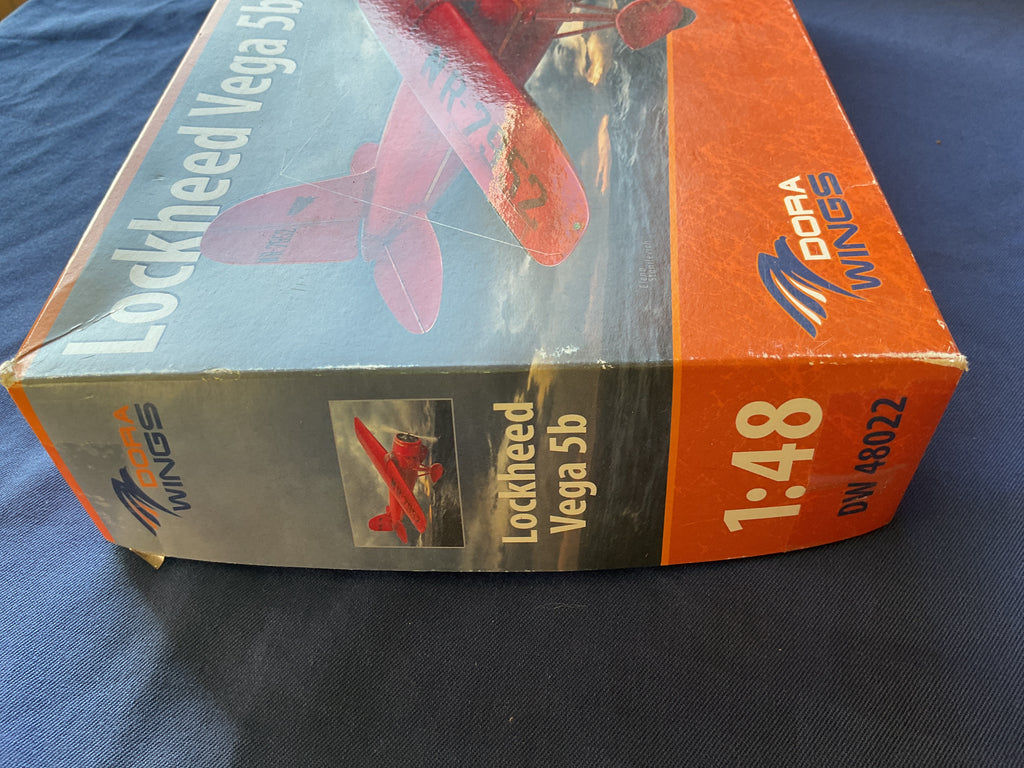 Lockheed Vega 5b
DORA
WINGS
DORA
WINGS
Lockheed
Vega 5b
1:48
DW 48022